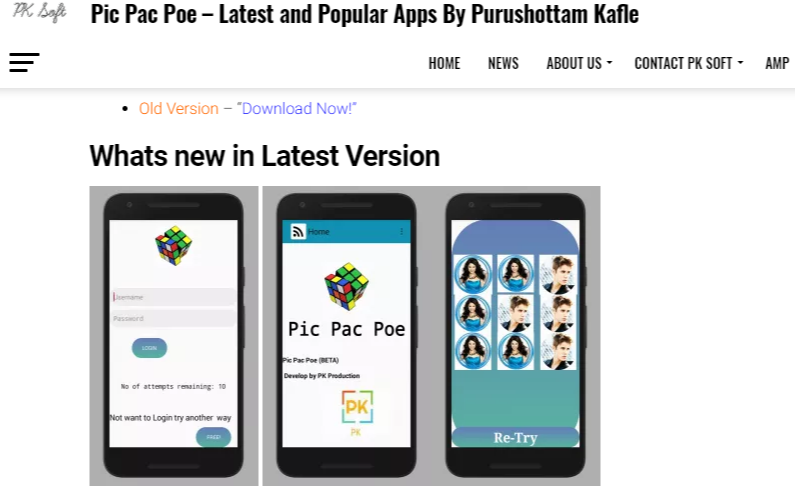 PK Soft
Pic Pac Poe – Latest and Popular Apps By Purushottam Kafle
HOME NEWS ABOUT US CONTACT PK SOFT AMP
Old Version – “Download Now!”
Whats new in Latest Version
Username
Password
LOGIN
No of attempts remaining: 10
Not want to Login try another way
FREE!
Home
Pic Pac Poe
Pic Pac Poe (BETA)
Develop by PK Production
PK
PK
Re-Try